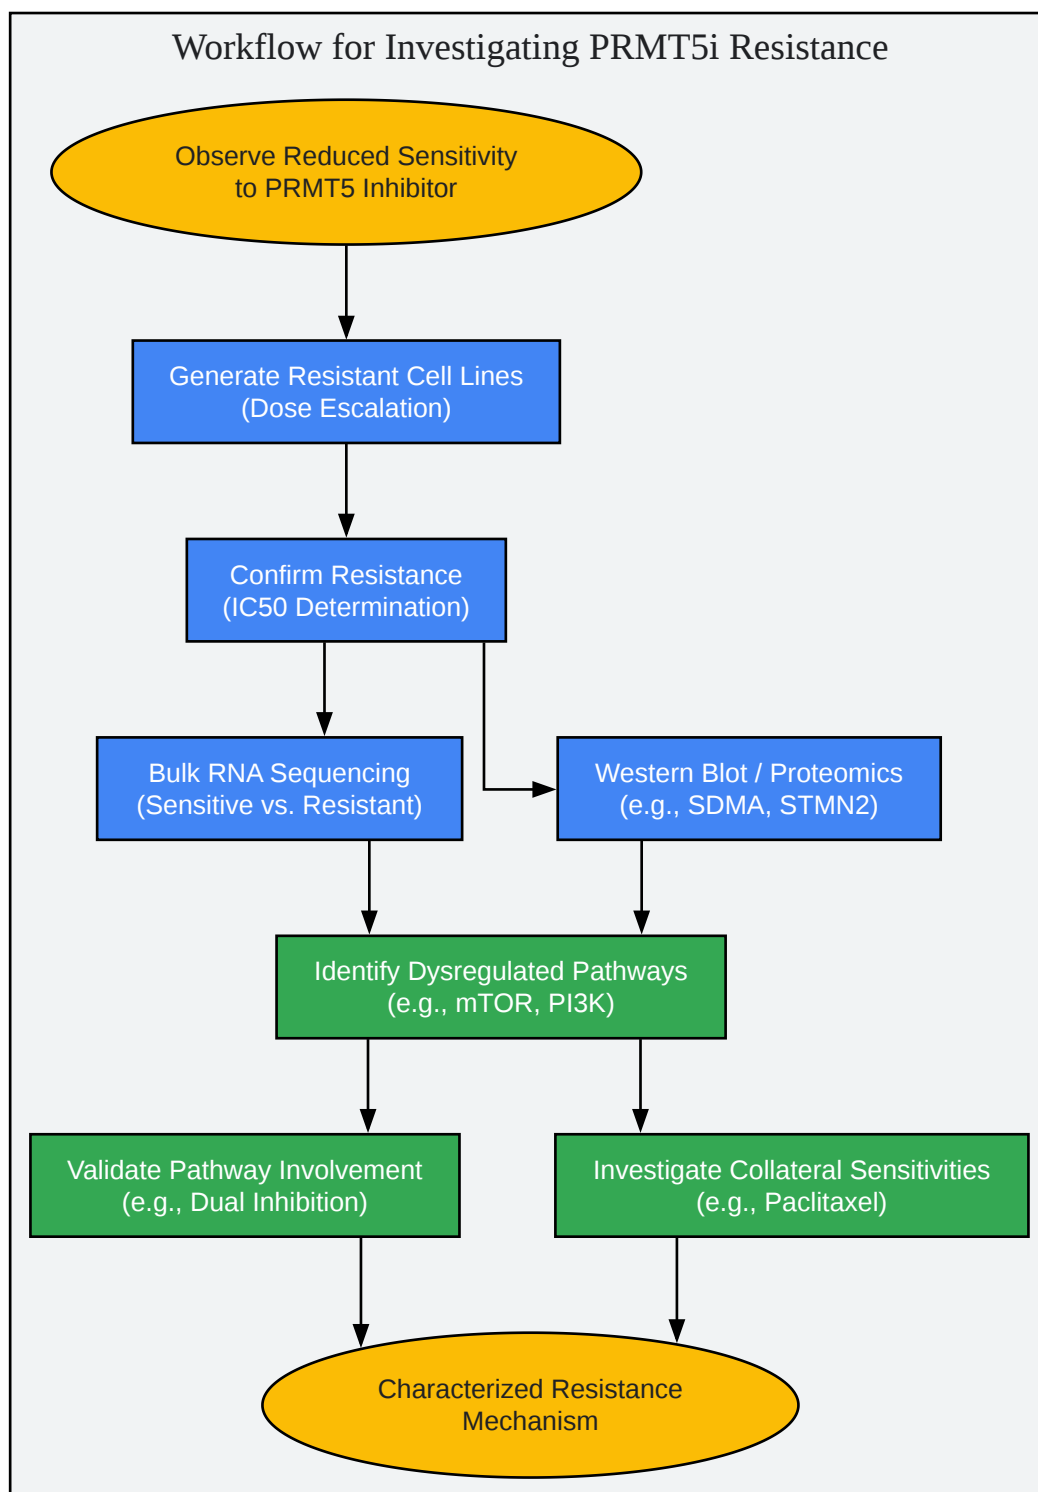 Workflow for Investigating PRMT5i Resistance
Observe Reduced Sensitivity
to PRMT5 Inhibitor
Generate Resistant Cell Lines
(Dose Escalation)
Confirm Resistance
(IC50 Determination)
Bulk RNA Sequencing
(Sensitive vs. Resistant)
Western Blot / Proteomics
(e.g., SDMA, STMN2)
Identify Dysregulated Pathways
(e.g., mTOR, PI3K)
Validate Pathway Involvement
(e.g., Dual Inhibition)
Investigate Collateral Sensitivities
(e.g., Paclitaxel)
Characterized Resistance
Mechanism